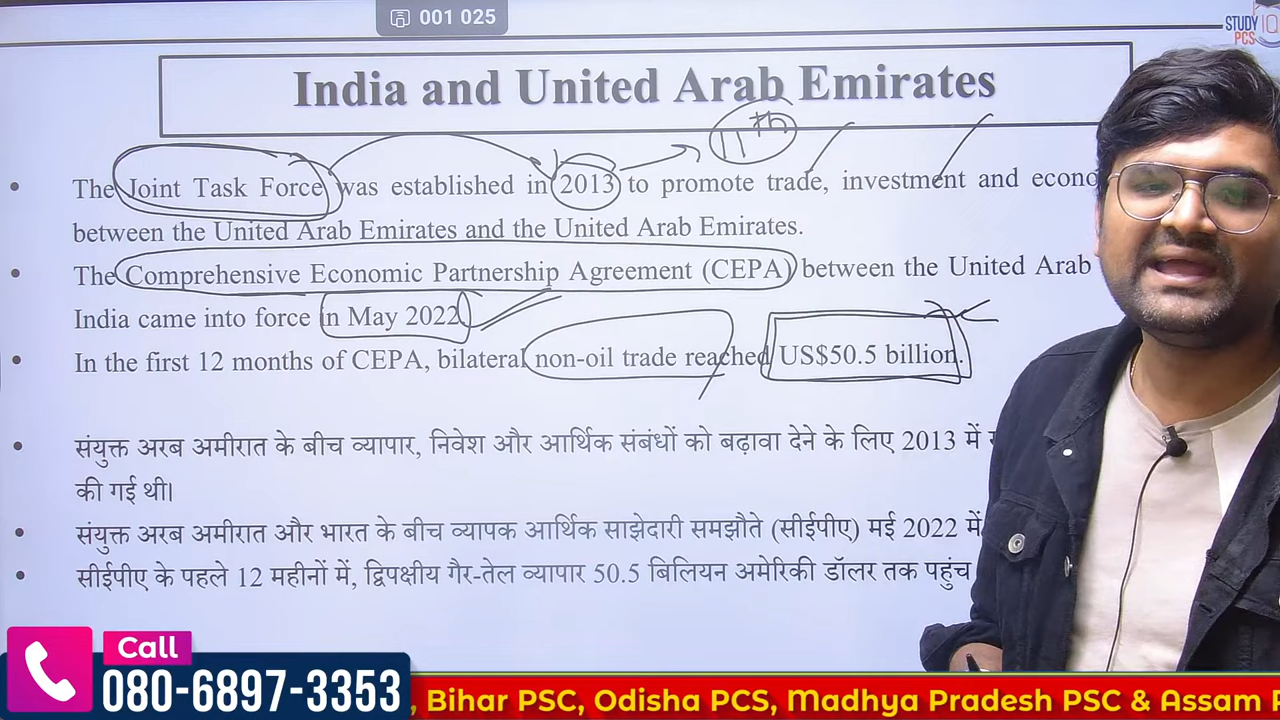 001 025
STUDY IQ
PCS
India and United Arab Emirates
11th
• The Joint Task Force was established in 2013 to promote trade, investment and econo
between the United Arab Emirates and the United Arab Emirates.
• The Comprehensive Economic Partnership Agreement (CEPA) between the United Arab
India came into force in May 2022
• In the first 12 months of CEPA, bilateral non-oil trade reached US$50.5 billion.
• संयुक्त अरब अमीरात के बीच व्यापार, निवेश और आर्थिक संबंधों को बढ़ावा देने के लिए 2013 में
की गई थी।
• संयुक्त अरब अमीरात और भारत के बीच व्यापक आर्थिक साझेदारी समझौते (सीईपीए) मई 2022 में
• सीईपीए के पहले 12 महीनों में, द्विपक्षीय गैर-तेल व्यापार 50.5 बिलियन अमेरिकी डॉलर तक पहुंच
Call
080-6897-3353
, Bihar PSC, Odisha PCS, Madhya Pradesh PSC & Assam